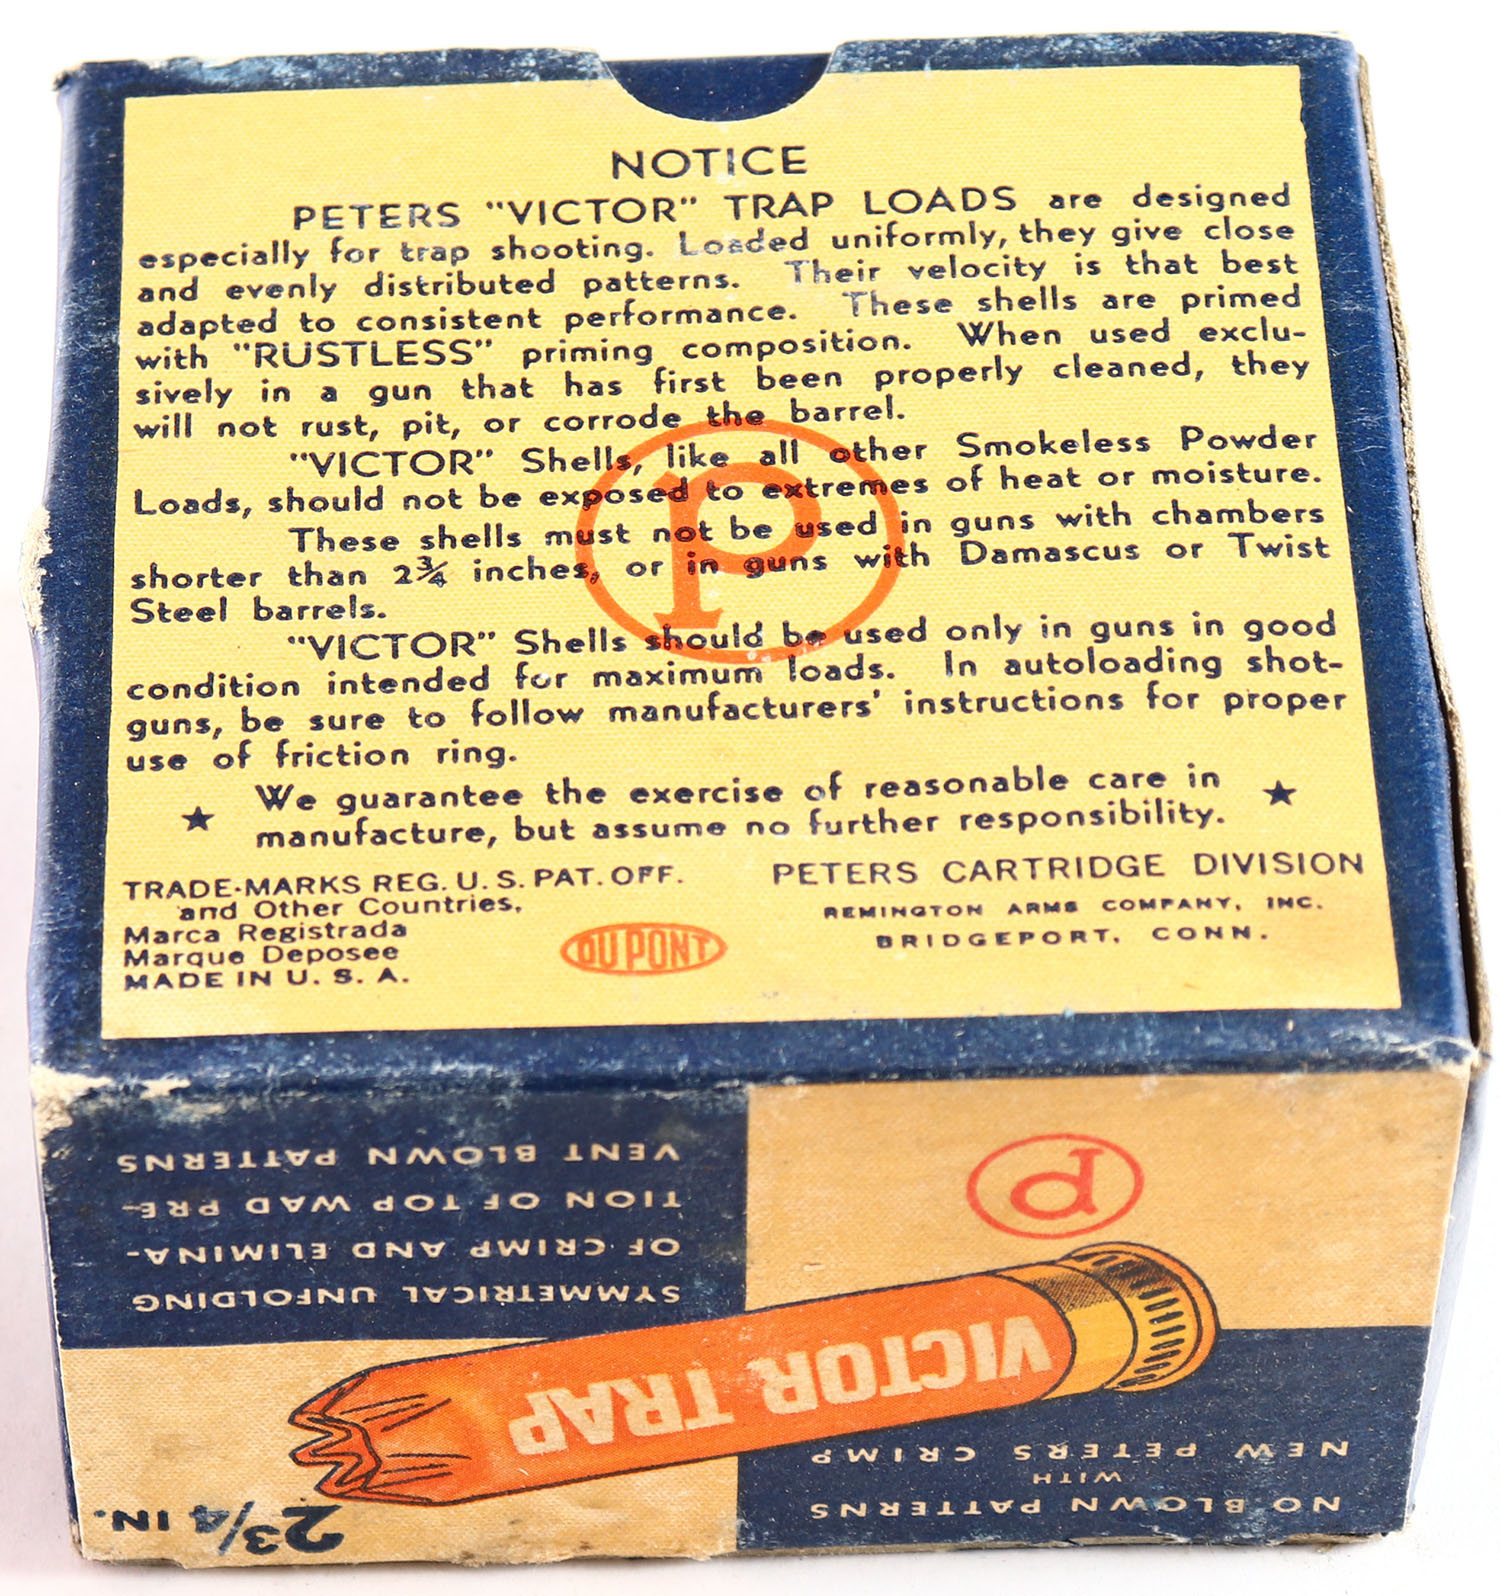 NOTICE
PETERS "VICTOR" TRAP LOADS are designed
especially for trap shooting. Loaded uniformly, they give close
and evenly distributed patterns. Their velocity is that best
adapted to consistent performance. These shells are primed
with "RUSTLESS" priming composition. When used exclu-
sively in a gun that has first been properly cleaned, they
will not rust, pit, or corrode the barrel.
"VICTOR" Shells, like all other Smokeless Powder
Loads, should not be exposed to extremes of heat or moisture.
These shells must not be used in guns with chambers
shorter than 2¾ inches, or in guns with Damascus or Twist
Steel barrels.
"VICTOR" Shells should be used only in guns in good
condition intended for maximum loads. In autoloading shot-
guns, be sure to follow manufacturers' instructions for proper
use of friction ring.
★ We guarantee the exercise of reasonable care in ★
manufacture, but assume no further responsibility.
TRADE-MARKS REG. U. S. PAT. OFF.
and Other Countries,
Marca Registrada
Marque Deposee
MADE IN U. S. A.
DU PONT
PETERS CARTRIDGE DIVISION
REMINGTON ARMS COMPANY, INC.
BRIDGEPORT, CONN.
P
NO BLOWN PATTERNS
WITH
NEW PETERS CRIMP
2¾ IN.
VICTOR TRAP
SYMMETRICAL UNFOLDING
OF CRIMP AND ELIMINA-
TION OF TOP WAD PRE-
VENT BLOWN PATTERNS
P